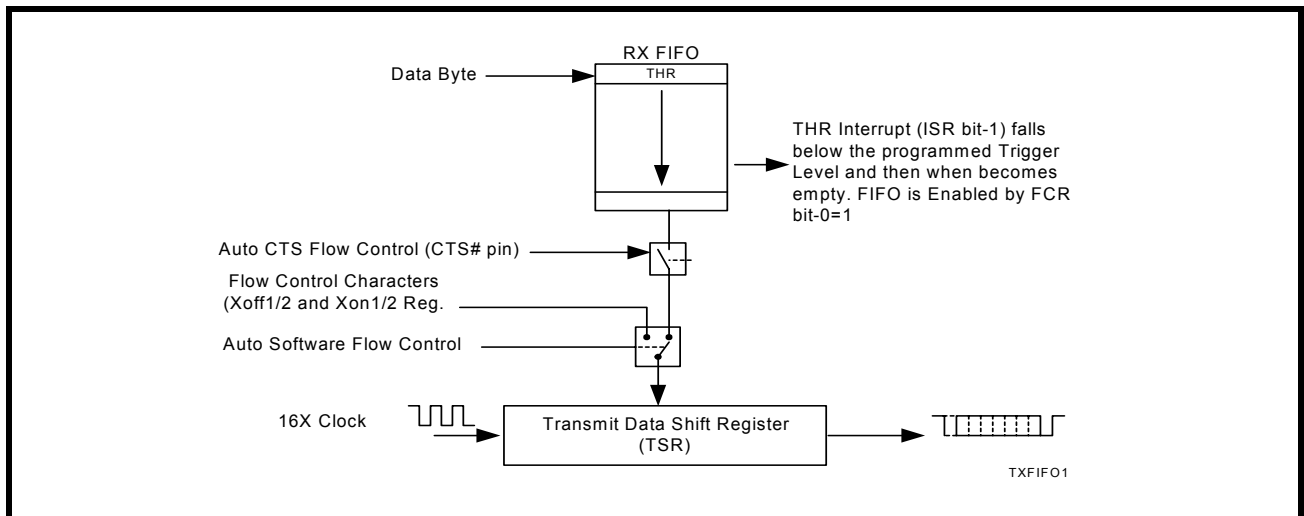 RX FIFO
THR
Data Byte
THR Interrupt (ISR bit-1) falls
below the programmed Trigger
Level and then when becomes
empty. FIFO is Enabled by FCR
bit-0=1
Auto CTS Flow Control (CTS# pin)
Flow Control Characters
(Xoff1/2 and Xon1/2 Reg.
Auto Software Flow Control
16X Clock
Transmit Data Shift Register
(TSR)
TXFIFO1